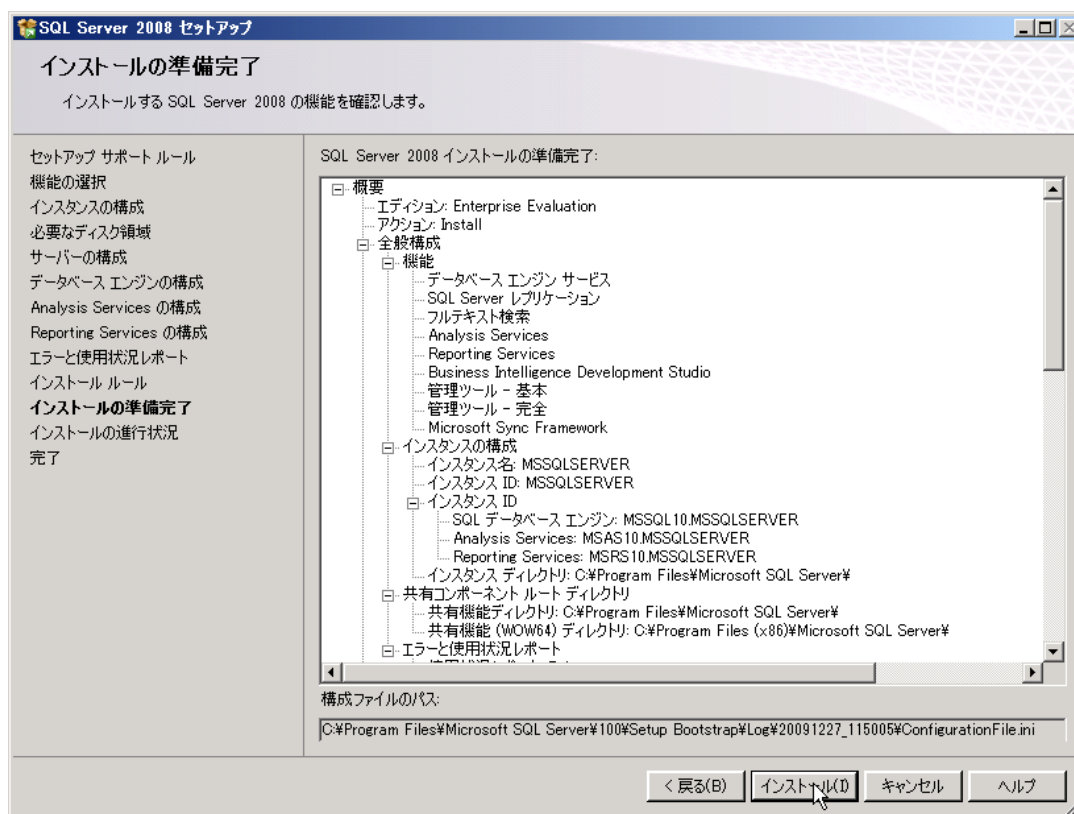 SQL Server 2008 セットアップ
インストールの準備完了
インストールする SQL Server 2008 の機能を確認します。
セットアップ サポート ルール
機能の選択
インスタンスの構成
必要なディスク領域
サーバーの構成
データベース エンジンの構成
Analysis Services の構成
Reporting Services の構成
エラーと使用状況レポート
インストール ルール
インストールの準備完了
インストールの進行状況
完了
SQL Server 2008 インストールの準備完了:
概要
エディション: Enterprise Evaluation
アクション: Install
全般構成
機能
データベース エンジン サービス
SQL Server レプリケーション
フルテキスト検索
Analysis Services
Reporting Services
Business Intelligence Development Studio
管理ツール - 基本
管理ツール - 完全
Microsoft Sync Framework
インスタンスの構成
インスタンス名: MSSQLSERVER
インスタンス ID: MSSQLSERVER
インスタンス ID
SQL データベース エンジン: MSSQL10.MSSQLSERVER
Analysis Services: MSAS10.MSSQLSERVER
Reporting Services: MSRS10.MSSQLSERVER
インスタンス ディレクトリ: C:¥Program Files¥Microsoft SQL Server¥
共有コンポーネント ルート ディレクトリ
共有機能ディレクトリ: C:¥Program Files¥Microsoft SQL Server¥
共有機能 (WOW64) ディレクトリ: C:¥Program Files (x86)¥Microsoft SQL Server¥
エラーと使用状況レポート
構成ファイルのパス:
C:¥Program Files¥Microsoft SQL Server¥100¥Setup Bootstrap¥Log¥20091227_115005¥ConfigurationFile.ini
< 戻る(B)
インストール(I)
キャンセル
ヘルプ